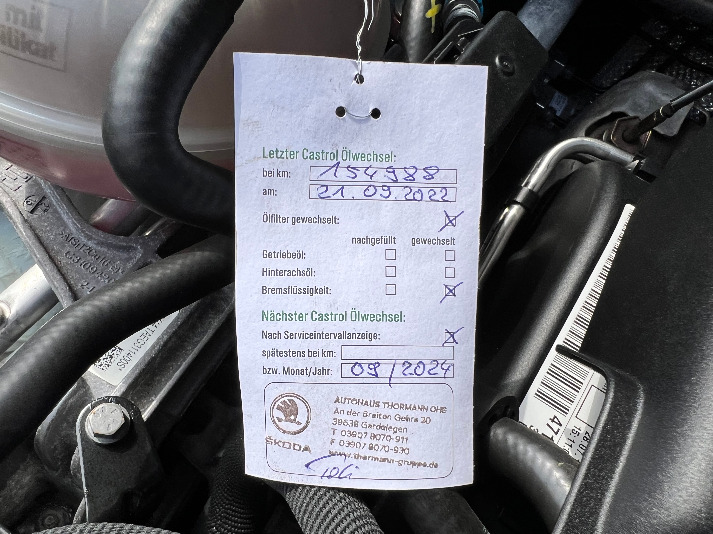 mit
Letzter Castrol Ölwechsel:
bei km: 154988
am: 21.09.2022
Ölfilter gewechselt:
nachgefüllt gewechselt
Getriebeöl:
Hinterachsöl:
Bremsflüssigkeit:
Nächster Castrol Ölwechsel:
Nach Serviceintervallanzeige:
spätestens bei km:
bzw. Monat/Jahr: 09/2024
ŠKODA
AUTOHAUS THORMANN OHG
An der Breiten Gehre 20
39638 Gardelegen
T 03907 8070-911
F 03907 8070-930
www.thormann-gruppe.de